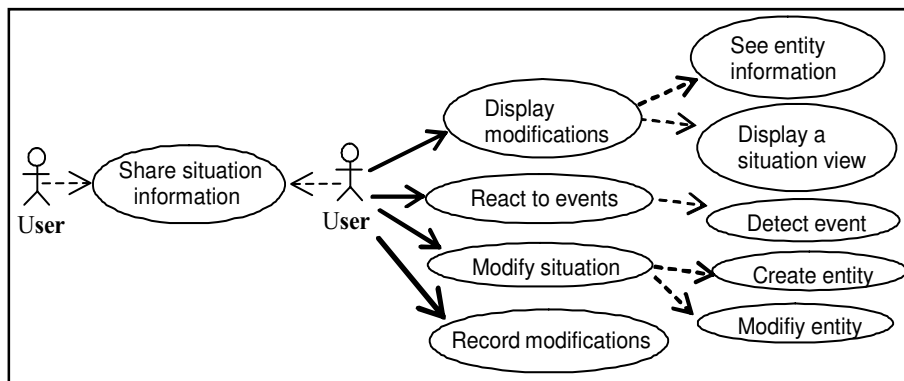 User
Share situation
information
User
Display
modifications
React to events
Modify situation
Record modifications
See entity
information
Display a
situation view
Detect event
Create entity
Modifiy entity